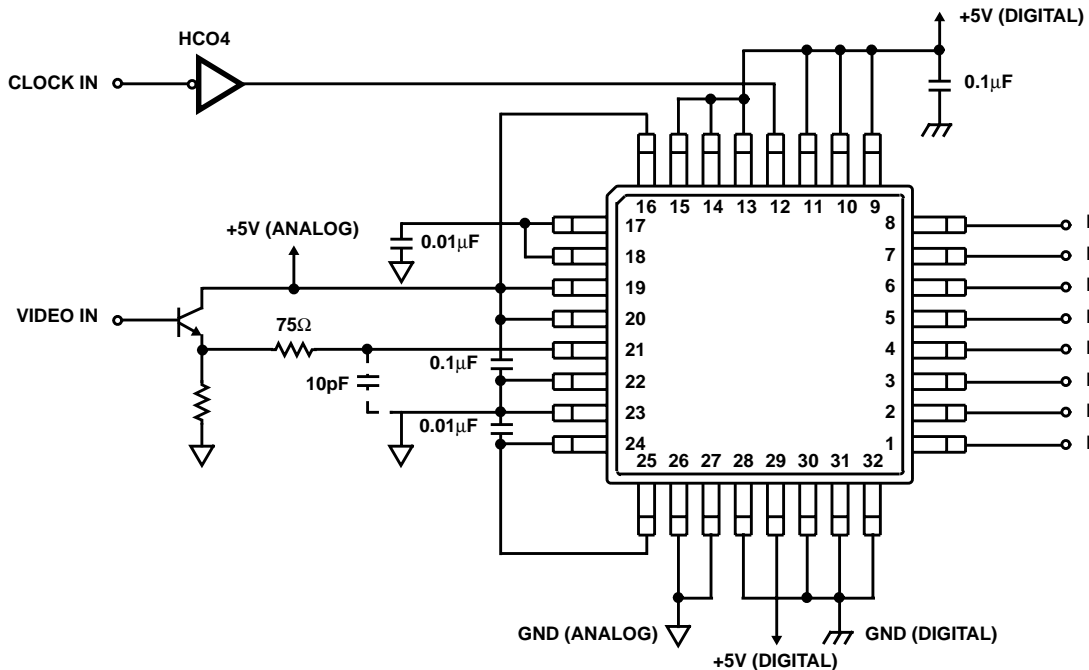 +5V (DIGITAL)
HCO4
CLOCK IN
0.1μF
16 15 14 13 12 11 10 9
17
18
19
20
21
22
23
24
8
7
6
5
4
3
2
1
25 26 27 28 29 30 31 32
+5V (ANALOG)
0.01μF
VIDEO IN
75Ω
10pF
0.1μF
0.01μF
GND (ANALOG)
GND (DIGITAL)
+5V (DIGITAL)